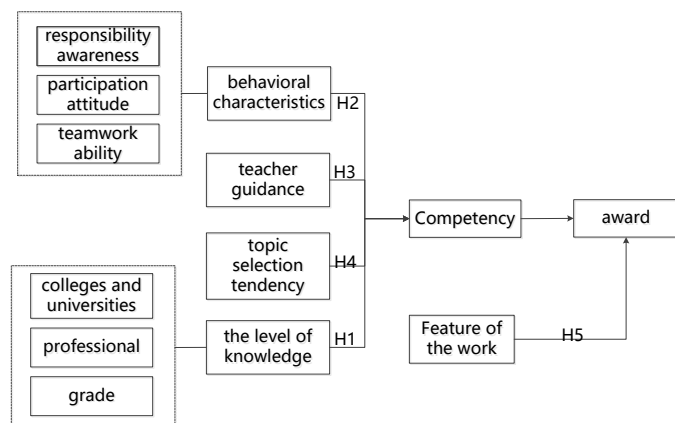 responsibility
awareness
participation
attitude
teamwork
ability
behavioral
characteristics
H2
teacher
guidance
H3
topic
selection
tendency
H4
colleges and
universities
professional
grade
the level of
knowledge
H1
Competency
award
Feature of
the work
H5